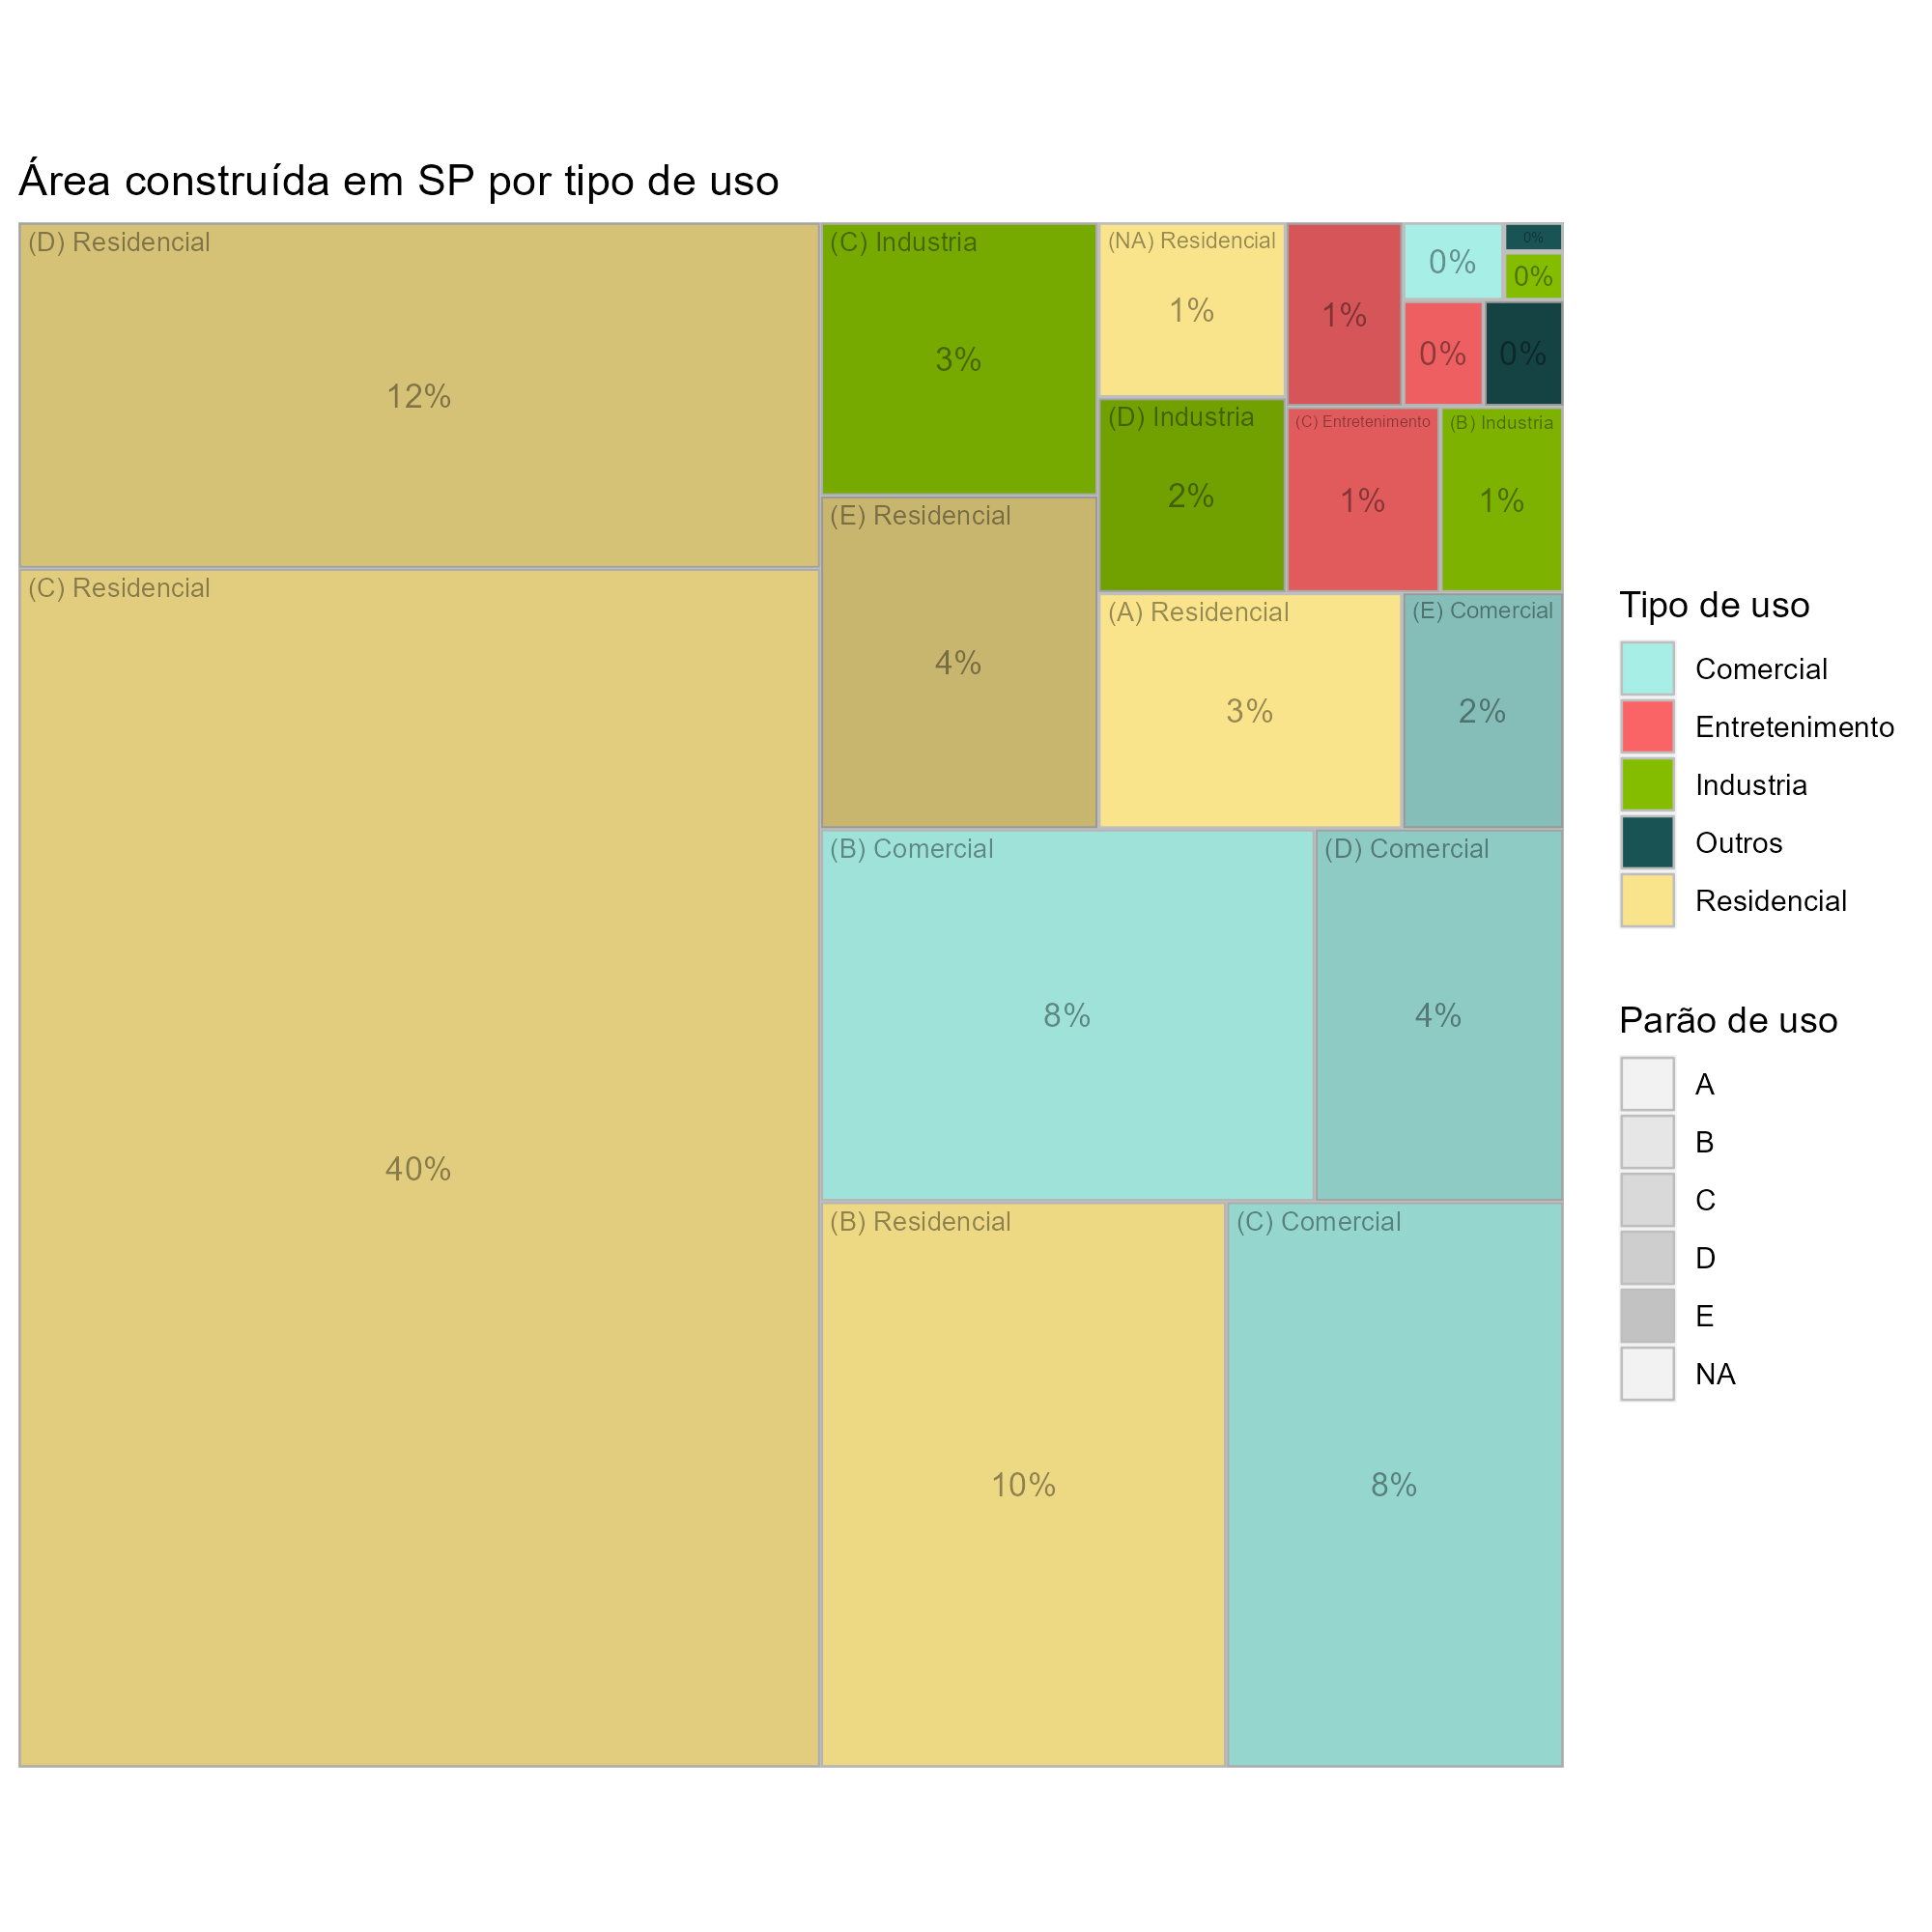 Área construída em SP por tipo de uso
(D) Residencial
12%
(C) Residencial
40%
(C) Industria
3%
(E) Residencial
4%
(NA) Residencial
1%
(D) Industria
2%
1%
0%
0%
0%
0%
0%
(C) Entretenimento
1%
(B) Industria
1%
(A) Residencial
3%
(E) Comercial
2%
(B) Comercial
8%
(D) Comercial
4%
(B) Residencial
10%
(C) Comercial
8%
Tipo de uso
Comercial
Entretenimento
Industria
Outros
Residencial
Parão de uso
A
B
C
D
E
NA